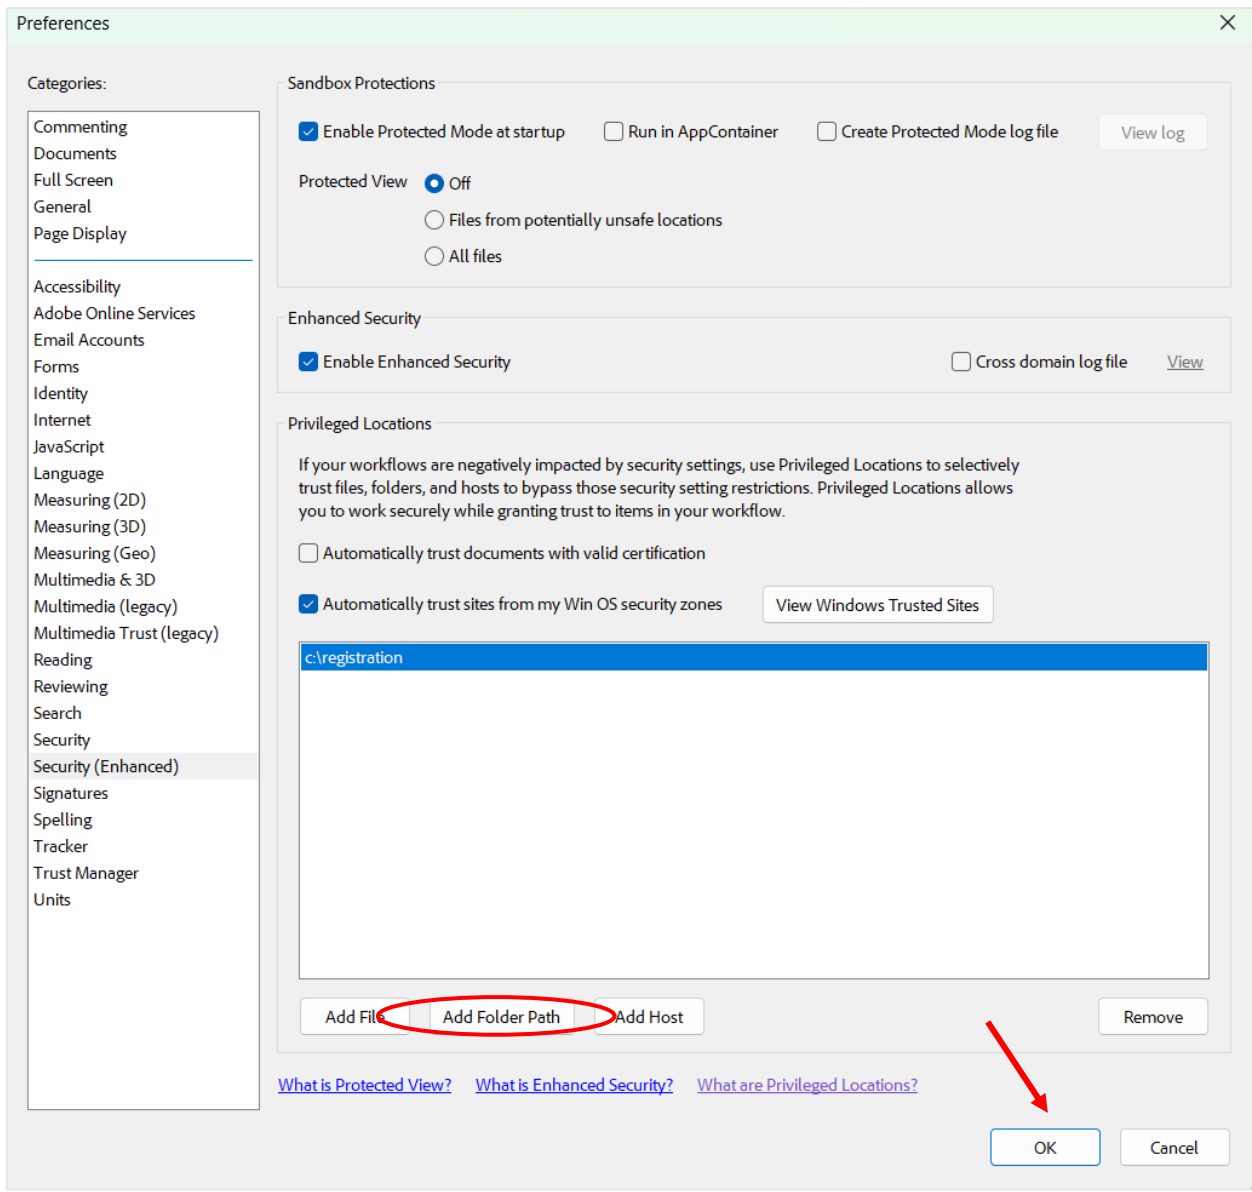 Preferences
Categories:
Commenting
Documents
Full Screen
General
Page Display
Accessibility
Adobe Online Services
Email Accounts
Forms
Identity
Internet
JavaScript
Language
Measuring (2D)
Measuring (3D)
Measuring (Geo)
Multimedia & 3D
Multimedia (legacy)
Multimedia Trust (legacy)
Reading
Reviewing
Search
Security
Security (Enhanced)
Signatures
Spelling
Tracker
Trust Manager
Units
Sandbox Protections
Enable Protected Mode at startup Run in AppContainer Create Protected Mode log file View log
Protected View Off
Files from potentially unsafe locations
All files
Enhanced Security
Enable Enhanced Security Cross domain log file View
Privileged Locations
If your workflows are negatively impacted by security settings, use Privileged Locations to selectively
trust files, folders, and hosts to bypass those security setting restrictions. Privileged Locations allows
you to work securely while granting trust to items in your workflow.
Automatically trust documents with valid certification
Automatically trust sites from my Win OS security zones View Windows Trusted Sites
c:\registration
Add File Add Folder Path Add Host Remove
What is Protected View? What is Enhanced Security? What are Privileged Locations?
OK Cancel